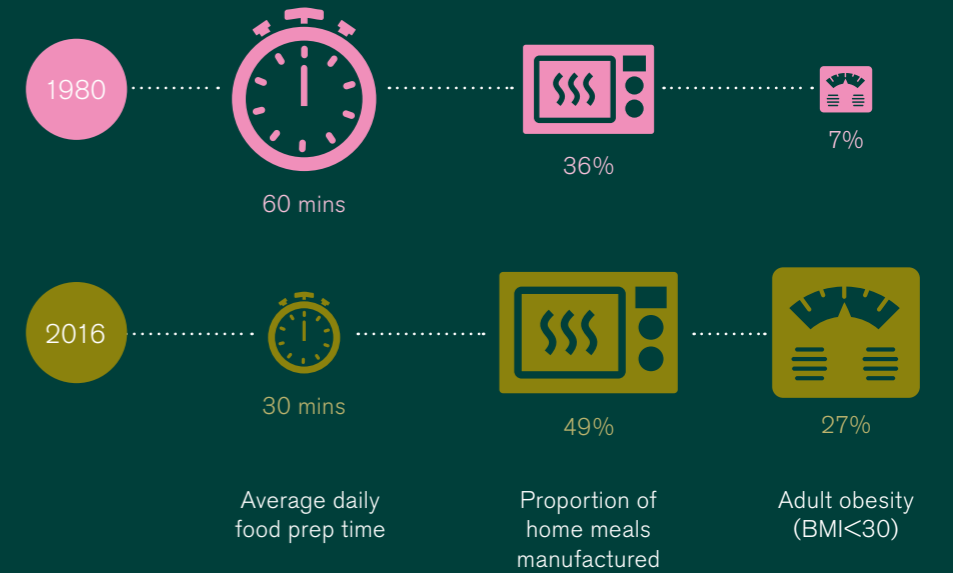 1980
60 mins
36%
7%
2016
30 mins
49%
27%
Average daily
food prep time
Proportion of
home meals
manufactured
Adult obesity
(BMI<30)